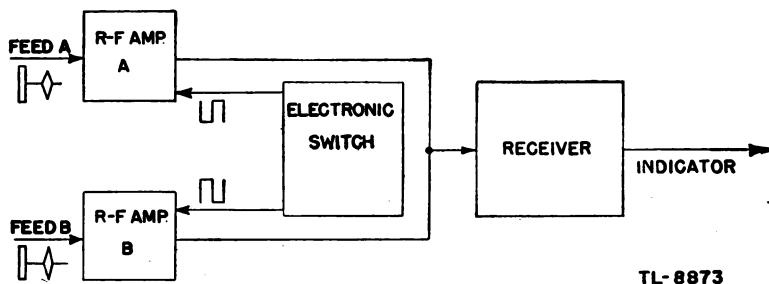 FEED A
R-F AMP.
A
ELECTRONIC
SWITCH
RECEIVER
INDICATOR
FEED B
R-F AMP.
B
TL-8873